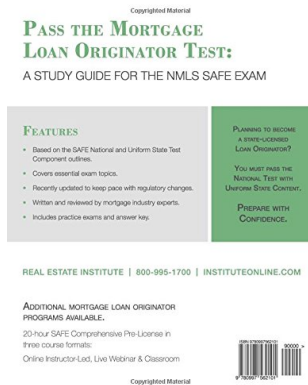 Pass the Mortgage
Loan Originator Test:
A STUDY GUIDE FOR THE NMLS SAFE EXAM
Features
• Based on the SAFE National and Uniform State Test
Component outlines.
• Covers essential exam topics.
• Recently updated to keep pace with regulatory changes.
• Written and reviewed by mortgage industry experts.
• Includes practice exams and answer key.
Planning to become
a state-licensed
Loan Originator?
You must pass the
National Test with
Uniform State Content.
Prepare with
Confidence.
REAL ESTATE INSTITUTE | 800-995-1700 | INSTITUTEONLINE.COM
ADDITIONAL MORTGAGE LOAN ORIGINATOR
PROGRAMS AVAILABLE.
20-hour SAFE Comprehensive Pre-License in
three course formats:
Online Instructor-Led, Live Webinar & Classroom
90000 >